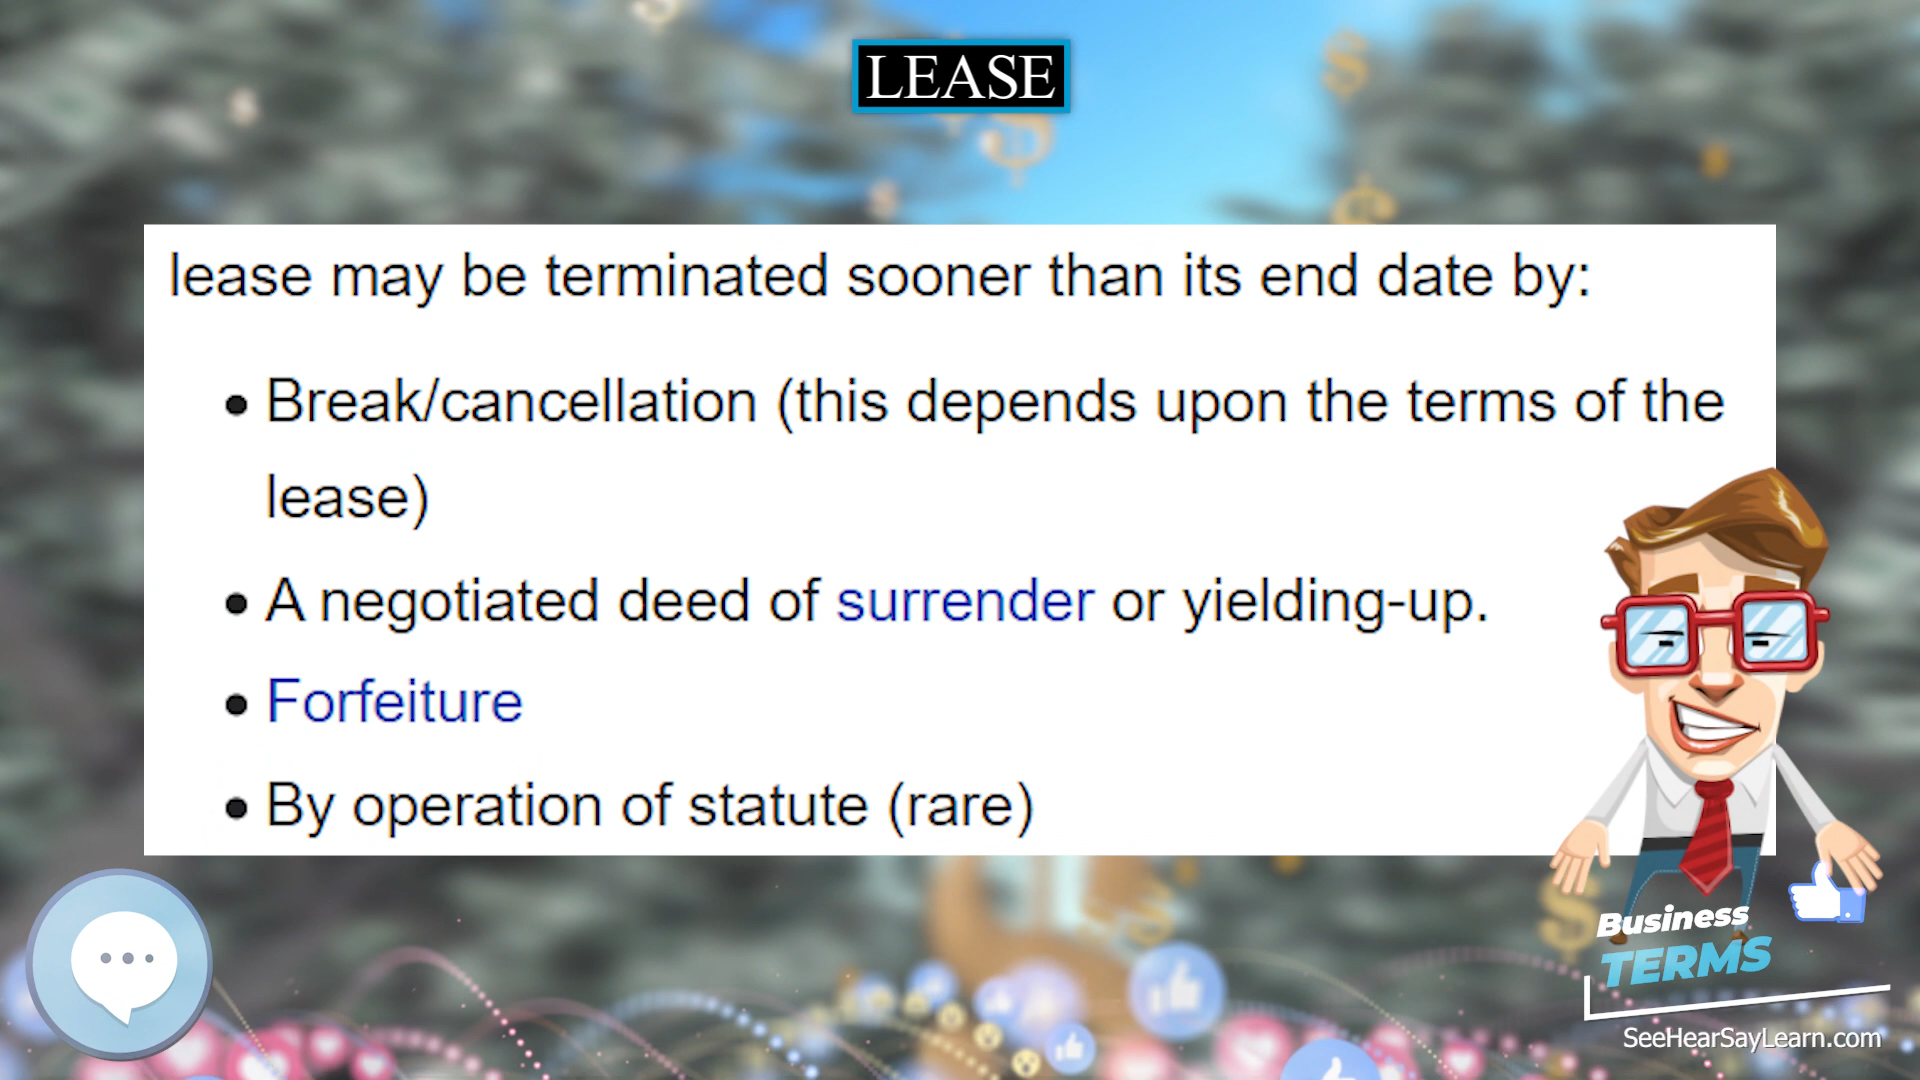 LEASE
lease may be terminated sooner than its end date by:
• Break/cancellation (this depends upon the terms of the
lease)
• A negotiated deed of surrender or yielding-up.
• Forfeiture
• By operation of statute (rare)
Business
TERMS
SeeHearSayLearn.com